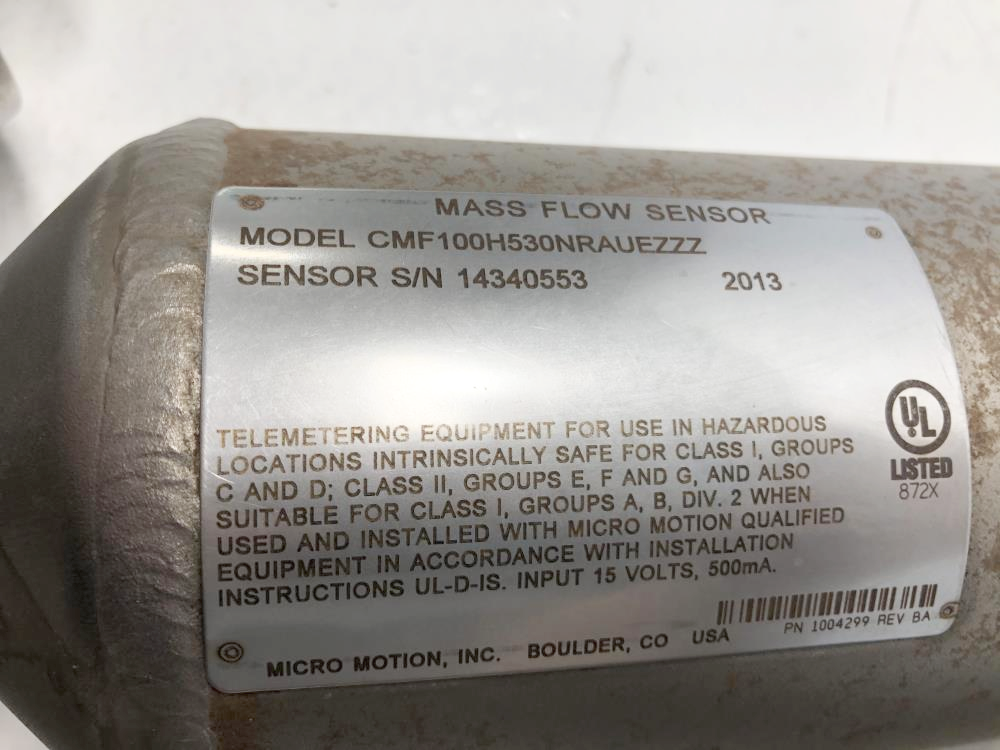 MASS FLOW SENSOR
MODEL CMF100H530NRAUEZZZ
SENSOR S/N 14340553 2013
TELEMETERING EQUIPMENT FOR USE IN HAZARDOUS
LOCATIONS INTRINSICALLY SAFE FOR CLASS I, GROUPS
C AND D; CLASS II, GROUPS E, F AND G, AND ALSO
SUITABLE FOR CLASS I, GROUPS A, B, DIV. 2 WHEN
USED AND INSTALLED WITH MICRO MOTION QUALIFIED
EQUIPMENT IN ACCORDANCE WITH INSTALLATION
INSTRUCTIONS UL-D-IS. INPUT 15 VOLTS, 500mA.
UL
LISTED
872X
PN 1004299 REV BA
MICRO MOTION, INC. BOULDER, CO USA